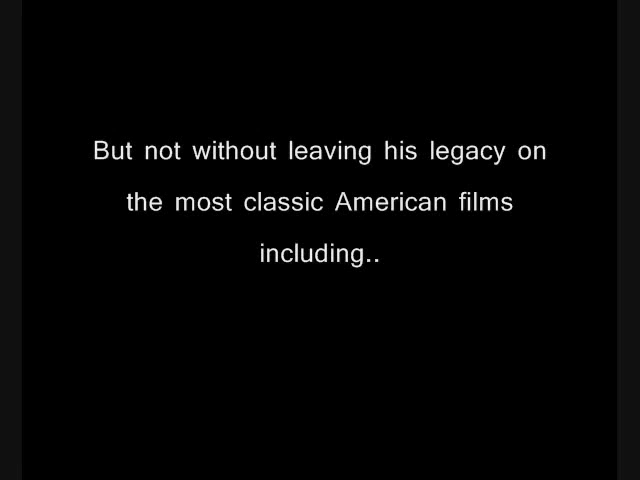 But not without leaving his legacy on
the most classic American films
including..